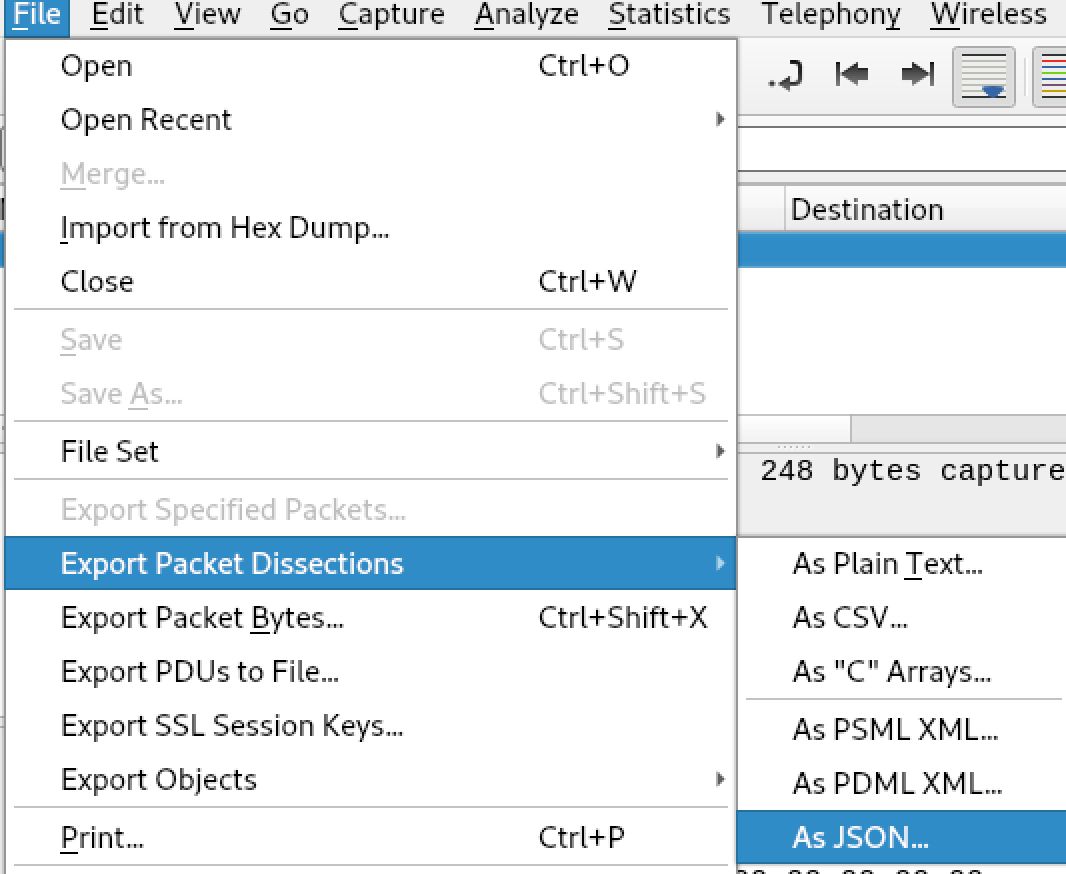 File Edit View Go Capture Analyze Statistics Telephony Wireless
Open Ctrl+O
Open Recent
Merge...
Import from Hex Dump...
Destination
Close Ctrl+W
Save Ctrl+S
Save As... Ctrl+Shift+S
File Set
248 bytes capture
Export Specified Packets...
Export Packet Dissections
Export Packet Bytes... Ctrl+Shift+X
Export PDUs to File...
Export SSL Session Keys...
Export Objects
Print... Ctrl+P
As Plain Text...
As CSV...
As "C" Arrays...
As PSML XML...
As PDML XML...
As JSON...